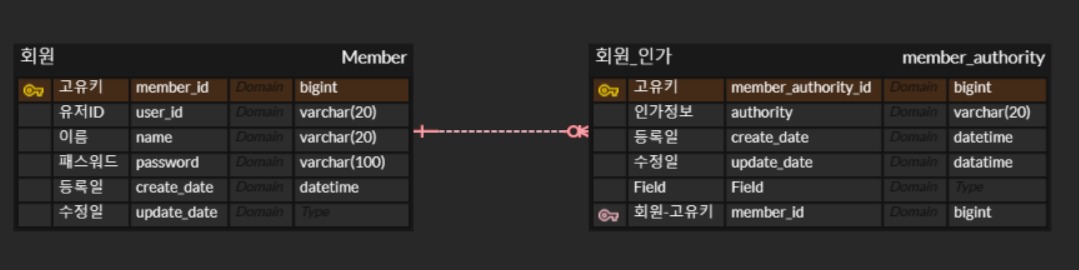 회원 Member
고유키 member_id Domain bigint
유저ID user_id Domain varchar(20)
이름 name Domain varchar(20)
패스워드 password Domain varchar(100)
등록일 create_date Domain datetime
수정일 update_date Domain Type
회원_인가 member_authority
고유키 member_authority_id Domain bigint
인가정보 authority Domain varchar(20)
등록일 create_date Domain datetime
수정일 update_date Domain datatime
Field Field Domain Type
회원-고유키 member_id Domain bigint